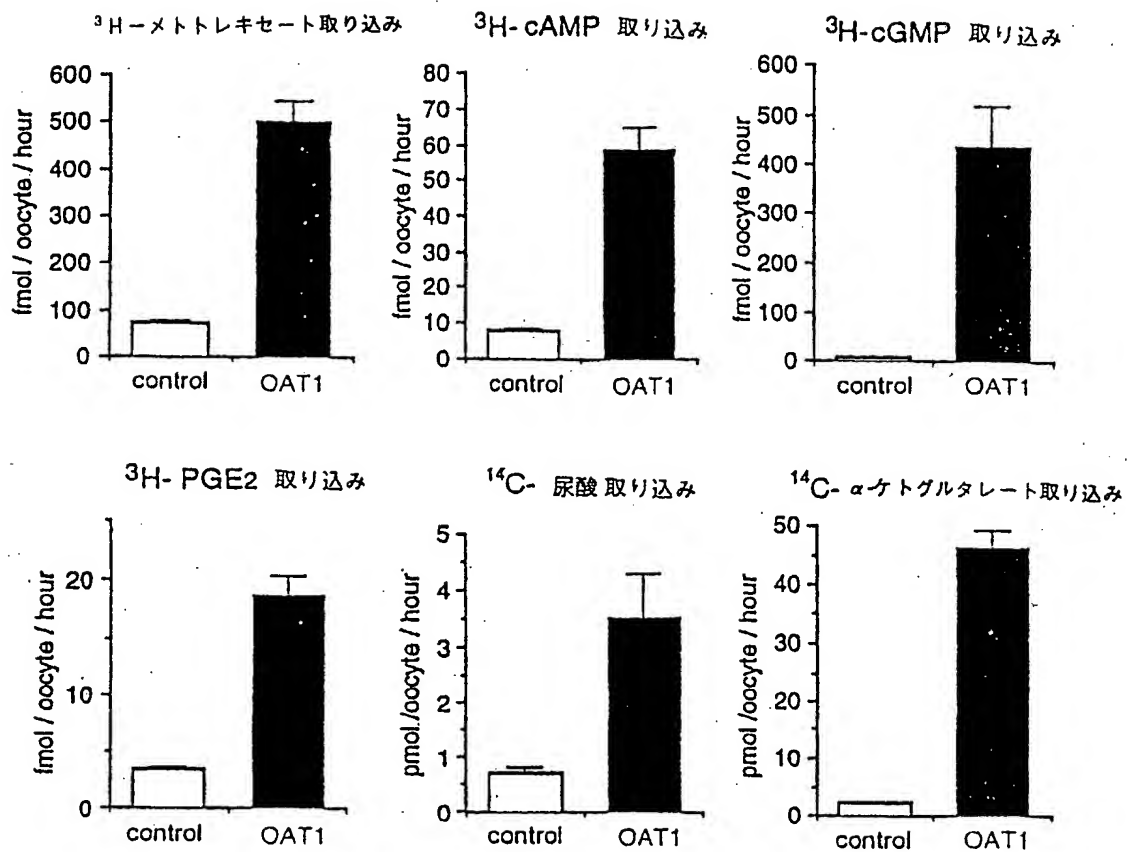 ³H-メトトレキセート取り込み
fmol / oocyte / hour
600
500
400
300
200
100
0
control OAT1
³H- cAMP 取り込み
fmol / oocyte / hour
80
70
60
50
40
30
20
10
0
control OAT1
³H-cGMP 取り込み
fmol / oocyte / hour
600
500
400
300
200
100
0
control OAT1
³H- PGE2 取り込み
fmol / oocyte / hour
20
10
0
control OAT1
¹⁴C- 尿酸 取り込み
pmol./oocyte / hour
5
4
3
2
1
0
control OAT1
¹⁴C- α-ケトグルタレート取り込み
pmol /oocyte / hour
50
40
30
20
10
0
control OAT1